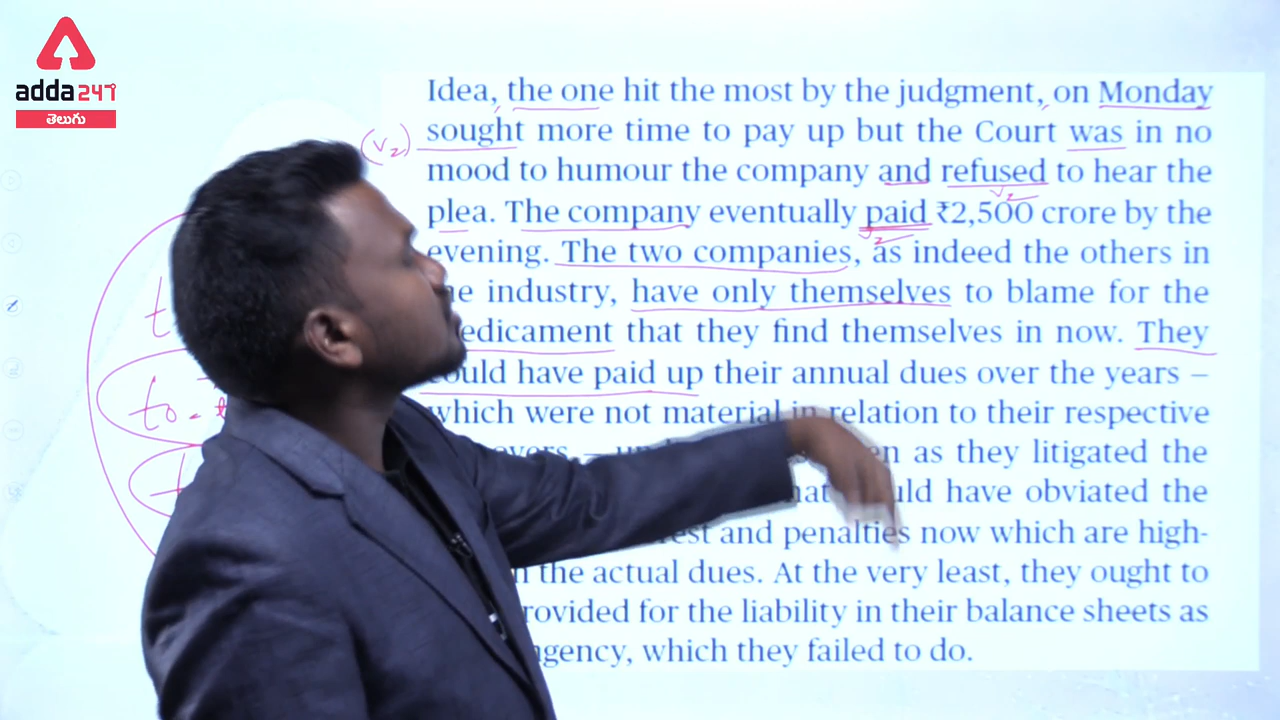 adda247
తెలుగు
Idea, the one hit the most by the judgment, on Monday
(V2) sought more time to pay up but the Court was in no
mood to humour the company and refused to hear the
V2
plea. The company eventually paid ₹2,500 crore by the
V2
evening. The two companies, as indeed the others in
industry, have only themselves to blame for the
that they find themselves in now. They
could have paid up their annual dues over the years –
which were not material in relation to their respective
as they litigated the
have obviated the
and penalties now which are high-
the actual dues. At the very least, they ought to
for the liability in their balance sheets as
which they failed to do.
to